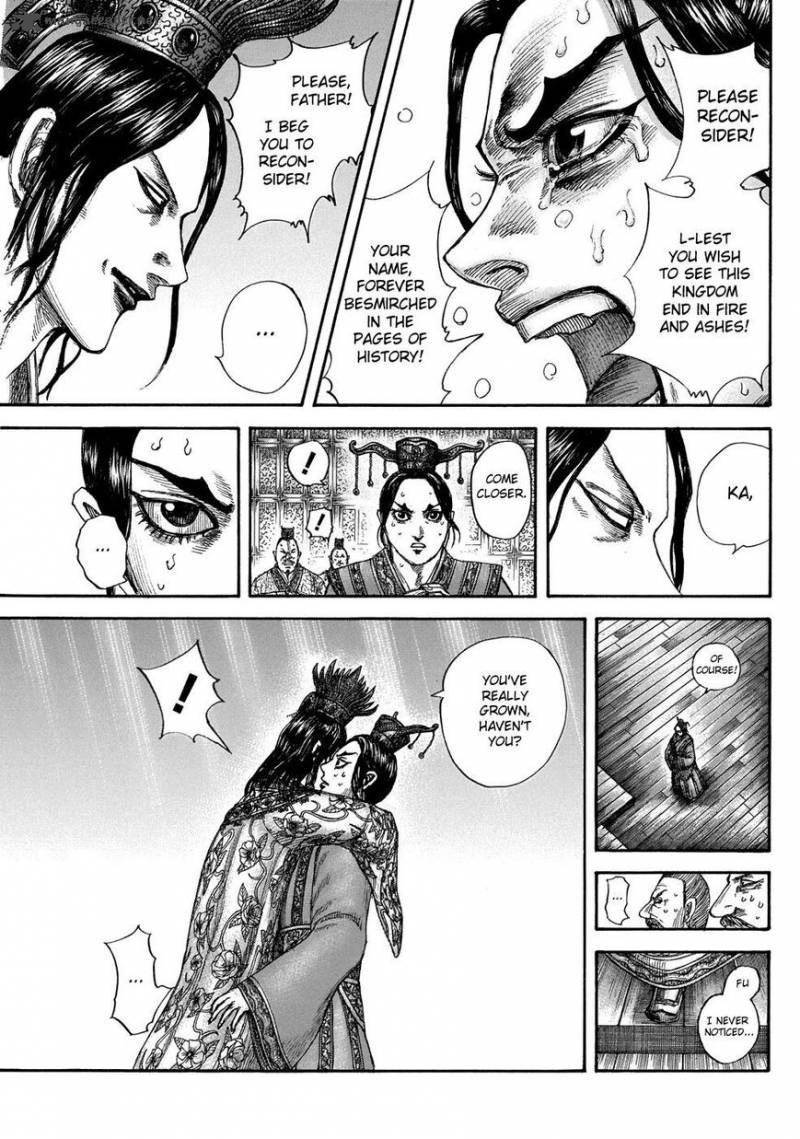 PLEASE
RECON-
SIDER!
L-LEST
YOU WISH
TO SEE THIS
KINGDOM
END IN FIRE
AND ASHES!
YOUR
NAME,
FOREVER
BESMIRCHED
IN THE
PAGES OF
HISTORY!
PLEASE,
FATHER!
I BEG
YOU TO
RECON-
SIDER!
...
KA,
COME
CLOSER.
!
!
...
OF
COURSE!
...
FU
I NEVER
NOTICED...
YOU'VE
REALLY
GROWN,
HAVEN'T
YOU?
!
...